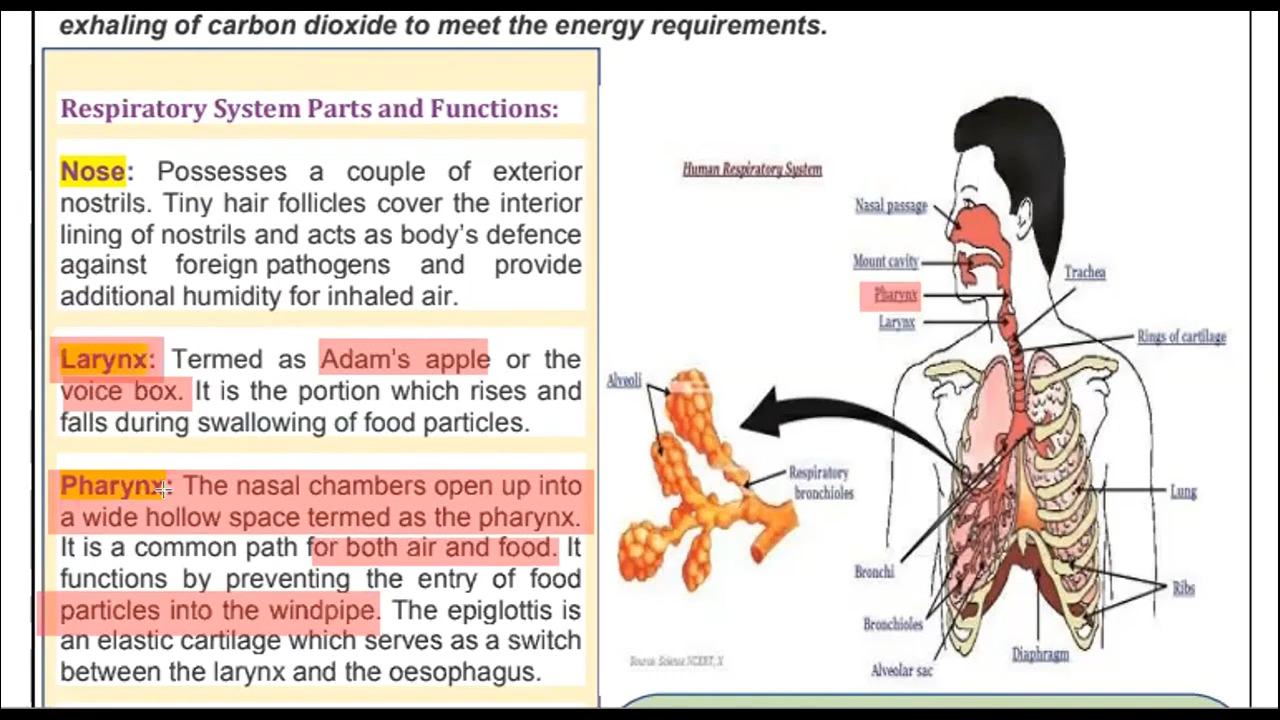 exhaling of carbon dioxide to meet the energy requirements.
Respiratory System Parts and Functions:
Nose: Possesses a couple of exterior
nostrils. Tiny hair follicles cover the interior
lining of nostrils and acts as body's defence
against foreign pathogens and provide
additional humidity for inhaled air.
Larynx: Termed as Adam's apple or the
voice box. It is the portion which rises and
falls during swallowing of food particles.
Pharynx: The nasal chambers open up into
a wide hollow space termed as the pharynx.
It is a common path for both air and food. It
functions by preventing the entry of food
particles into the windpipe. The epiglottis is
an elastic cartilage which serves as a switch
between the larynx and the oesophagus.
Human Respiratory System
Nasal passage
Mount cavity
Pharynx
Larynx
Trachea
Rings of cartilage
Alveoli
Respiratory
bronchioles
Lung
Bronchi
Ribs
Bronchioles
Diaphragm
Alveolar sac
Source: Science NCERT, X